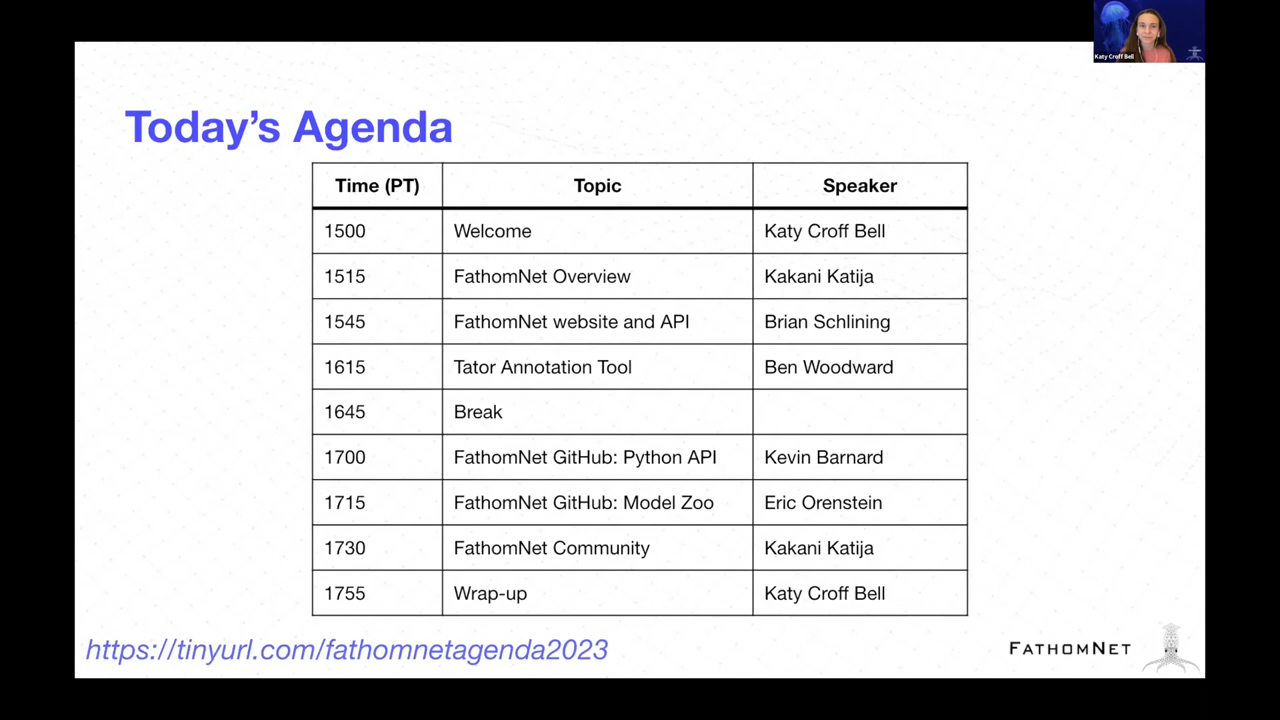 Katy Croff Bell
Today's Agenda
Time (PT) Topic Speaker
1500 Welcome Katy Croff Bell
1515 FathomNet Overview Kakani Katija
1545 FathomNet website and API Brian Schlining
1615 Tator Annotation Tool Ben Woodward
1645 Break
1700 FathomNet GitHub: Python API Kevin Barnard
1715 FathomNet GitHub: Model Zoo Eric Orenstein
1730 FathomNet Community Kakani Katija
1755 Wrap-up Katy Croff Bell
https://tinyurl.com/fathomnetagenda2023
FATHOMNET